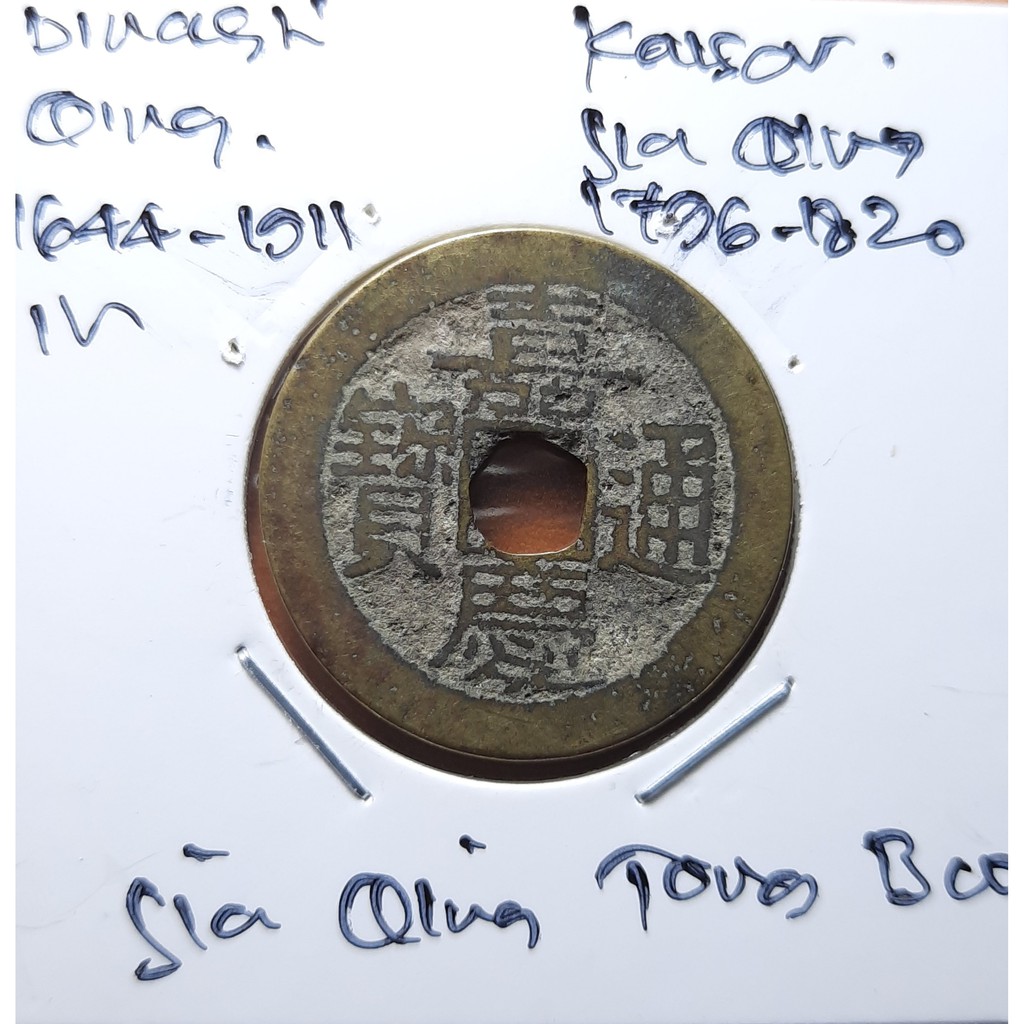 Dinasti
Qing.
1644-1911
Kaisar.
Jia Qing
1796-1820
嘉慶通寶
Jia Qing Tong Bao